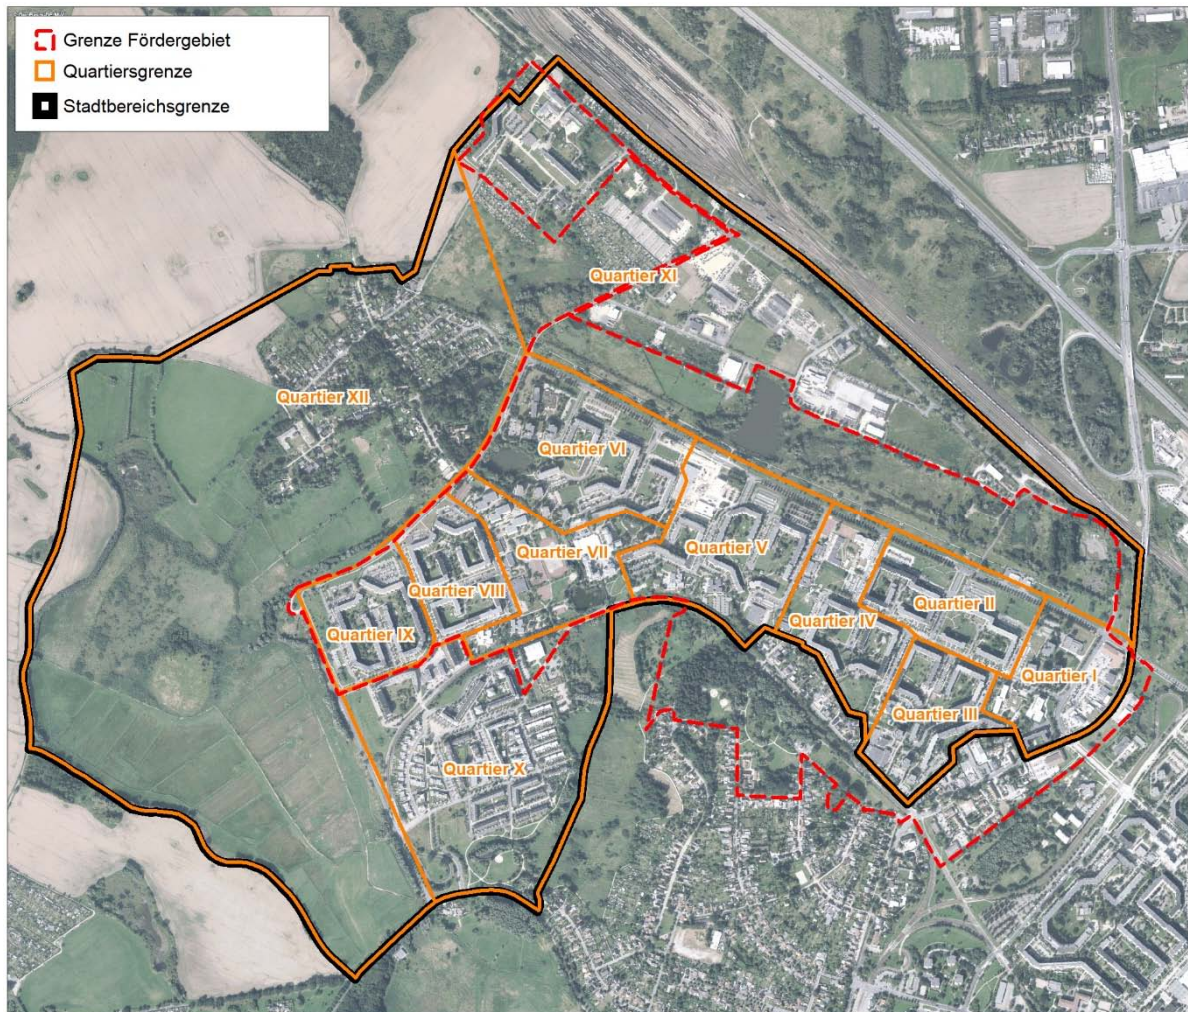 Grenze Fördergebiet
Quartiersgrenze
Stadtbereichsgrenze
Quartier XI
Quartier XII
Quartier VI
Quartier VII
Quartier V
Quartier VIII
Quartier II
Quartier IV
Quartier IX
Quartier I
Quartier III
Quartier X